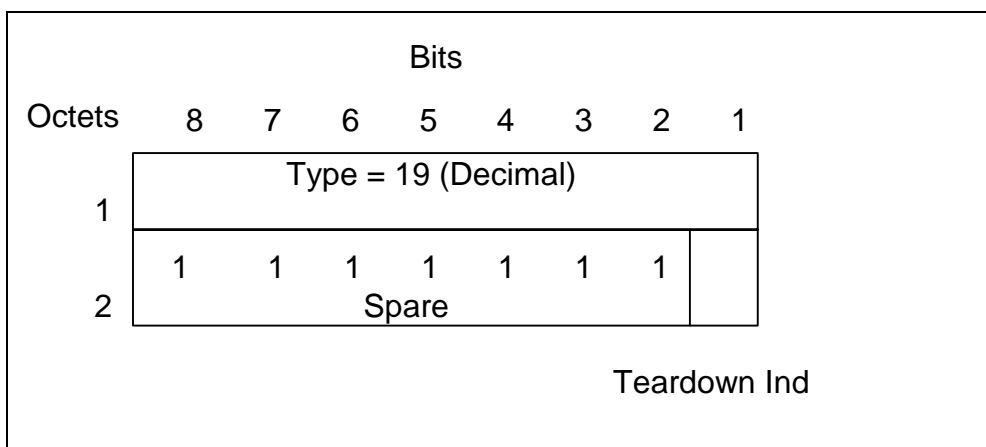 Bits
Octets 8 7 6 5 4 3 2 1
Type = 19 (Decimal)
1
1 1 1 1 1 1 1
2 Spare
Teardown Ind